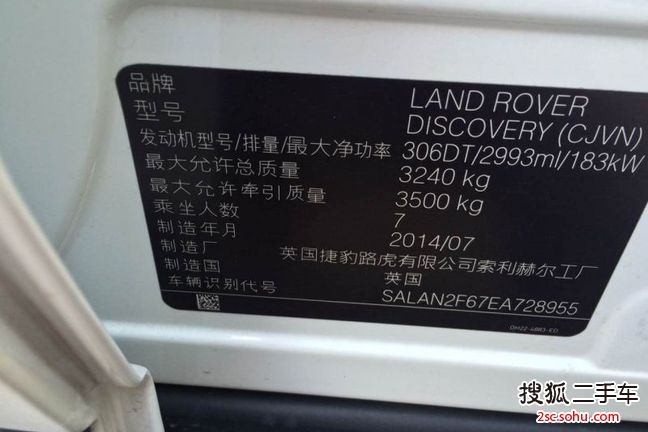 品牌 LAND ROVER
型号 DISCOVERY (CJVN)
发动机型号/排量/最大净功率 306DT/2993ml/183kW
最大允许总质量 3240 kg
最大允许牵引质量 3500 kg
乘坐人数 7
制造年月 2014/07
制造厂 英国捷豹路虎有限公司索利赫尔工厂
制造国 英国
车辆识别代号 SALAN2F67EA728955
DH22-4883-ED
搜狐二手车
2sc.sohu.com